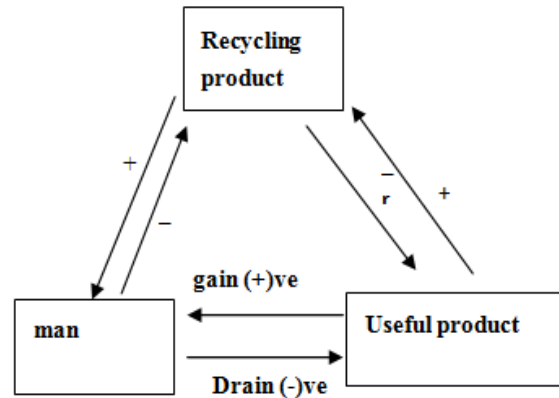 Recycling
product
+
–
–
r
+
gain (+)ve
man
Useful product
Drain (-)ve